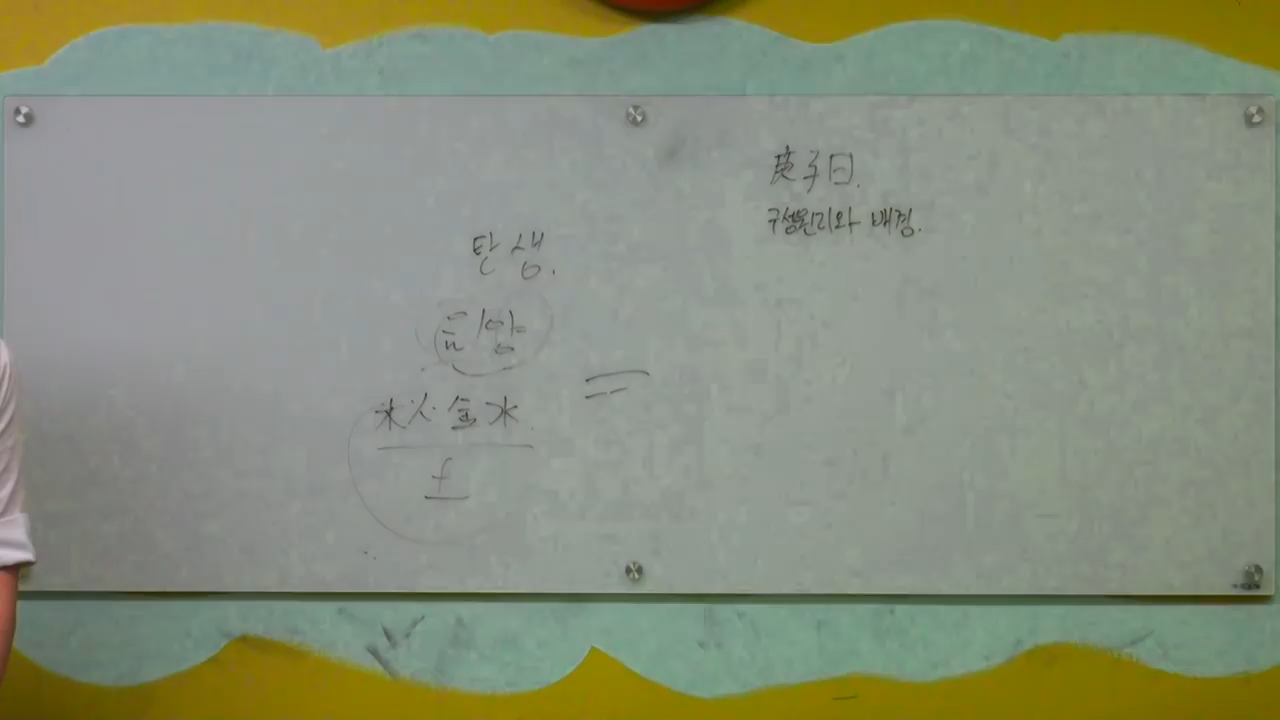 庚子日.
구성원리와 배경.
탄생.
음양
木火金水
土